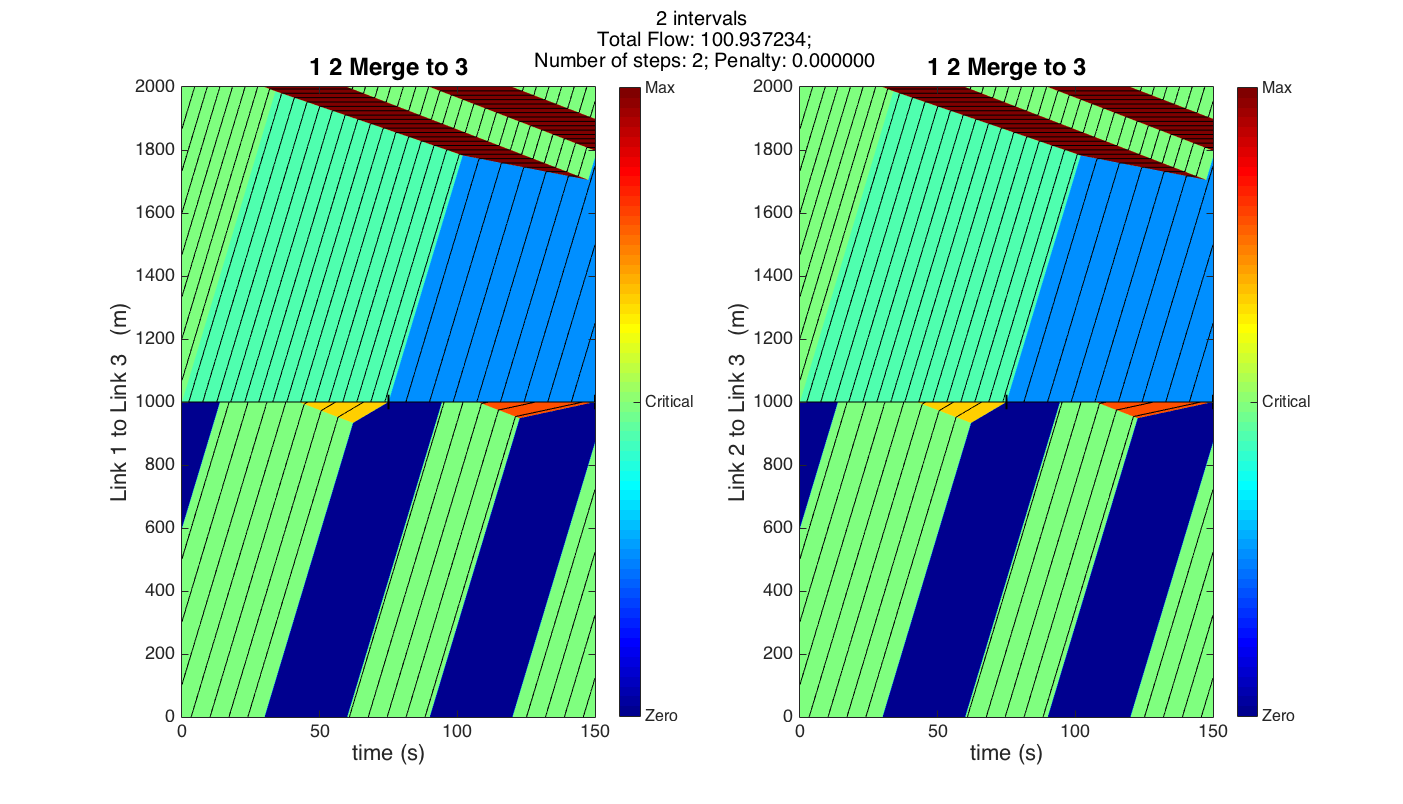 2 intervals
Total Flow: 100.937234;
Number of steps: 2; Penalty: 0.000000
1 2 Merge to 3
2000
1800
1600
1400
1200
1000
800
600
400
200
0
Link 1 to Link 3 (m)
0
50
100
150
time (s)
Max
Critical
Zero
1 2 Merge to 3
2000
1800
1600
1400
1200
1000
800
600
400
200
0
Link 2 to Link 3 (m)
0
50
100
150
time (s)
Max
Critical
Zero